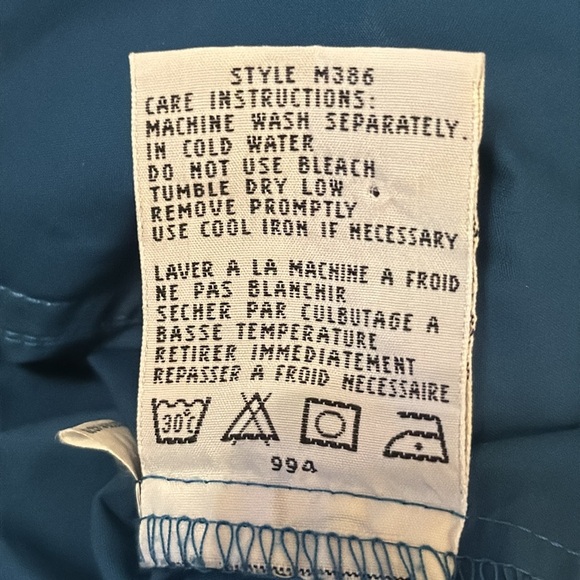 STYLE M386
CARE INSTRUCTIONS:
MACHINE WASH SEPARATELY.
IN COLD WATER
DO NOT USE BLEACH
TUMBLE DRY LOW
REMOVE PROMPTLY
USE COOL IRON IF NECESSARY
LAVER A LA MACHINE A FROID
NE PAS BLANCHIR
SECHER PAR CULBUTAGE A
BASSE TEMPERATURE
RETIRER IMMEDIATEMENT
REPASSER A FROID NECESSAIRE
30°C
99a